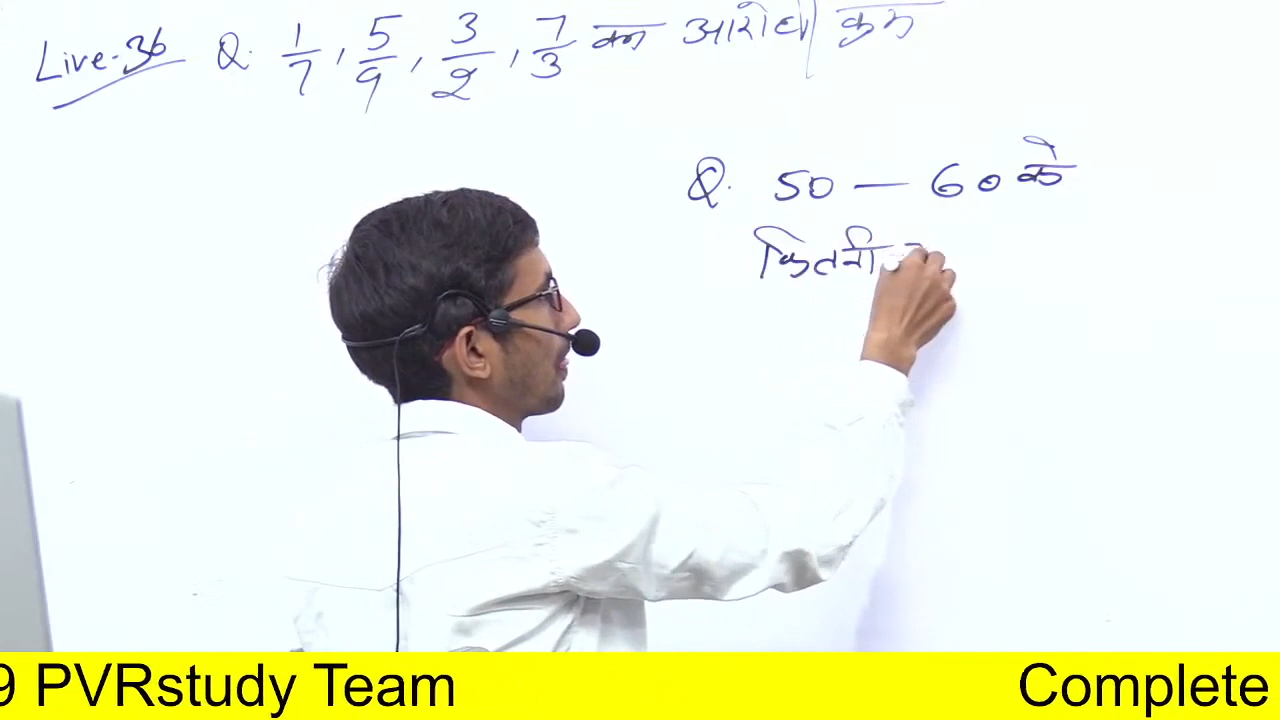 Live-36 Q. 1/7, 5/9, 3/2, 7/3 का आरोही क्रम
Q. 50 — 60 के
कितनी
9 PVRstudy Team Complete